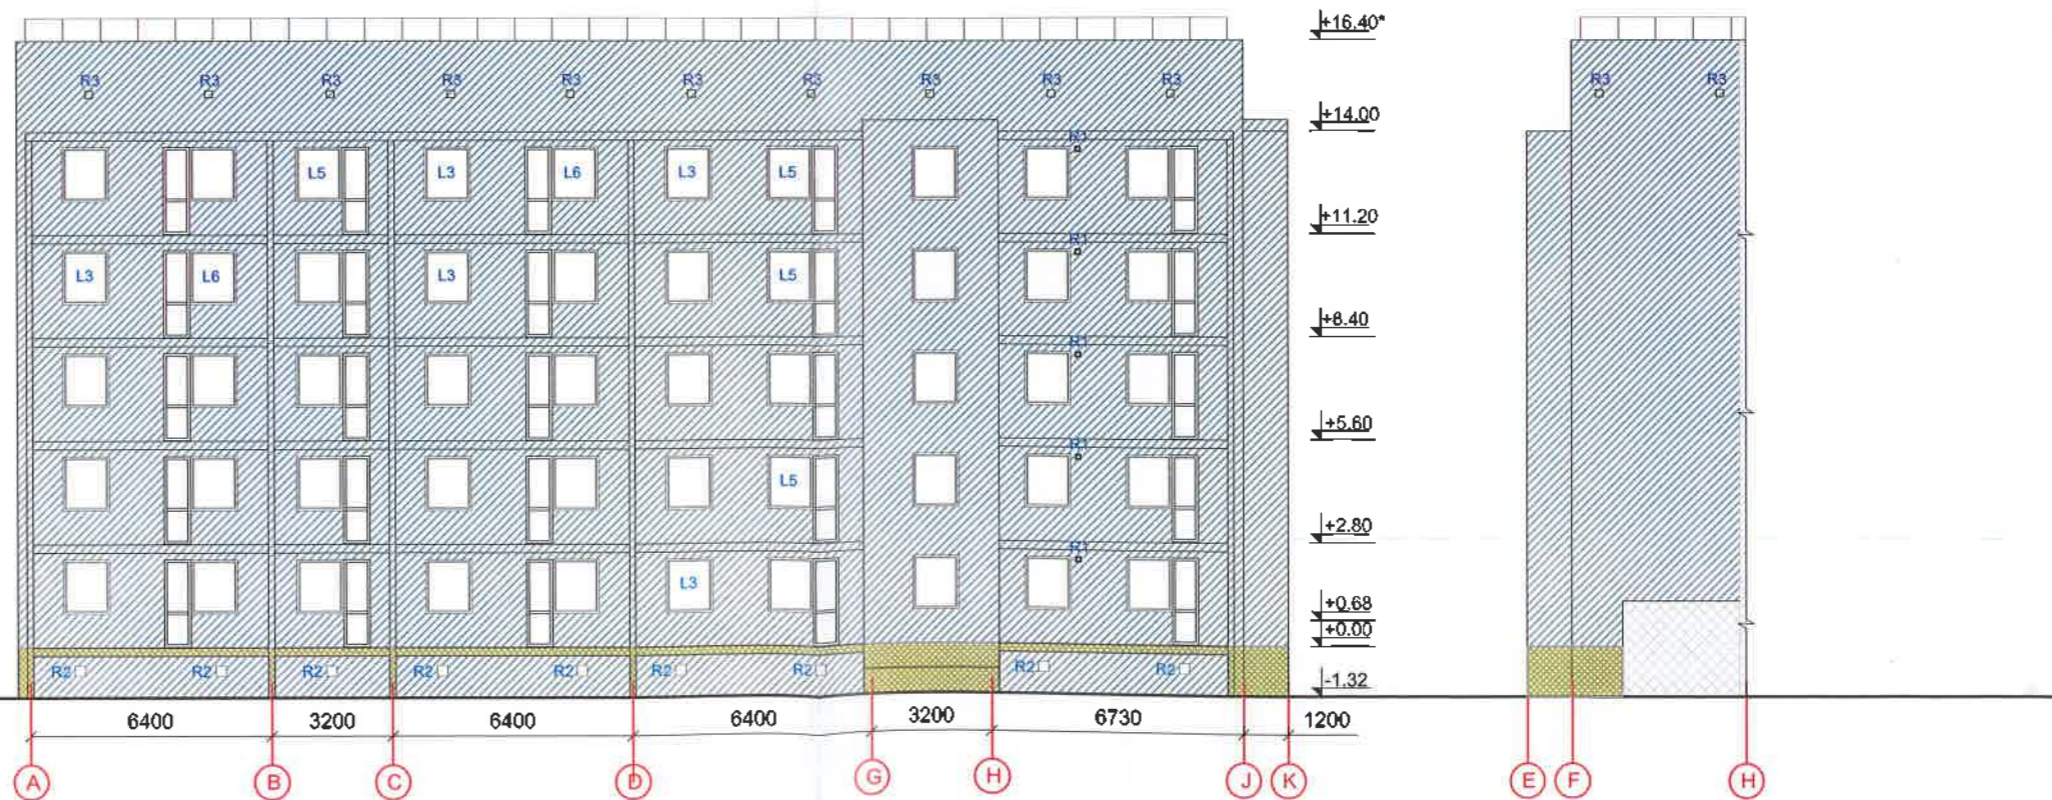 +16.40*
R3 R3 R3 R3 R3 R3 R3 R3 R3 R3 R3 R3
+14.00
R1
L5 L3 L6 L3 L5
+11.20
R1
L3 L6 L3 L5
+8.40
R1
+5.60
R1
L5
+2.80
R1
L3
+0.68
+0.00
R2 R2 R2 R2 R2 R2 R2 R2 R2
-1.32
6400 3200 6400 6400 3200 6730 1200
A B C D G H J K E F H